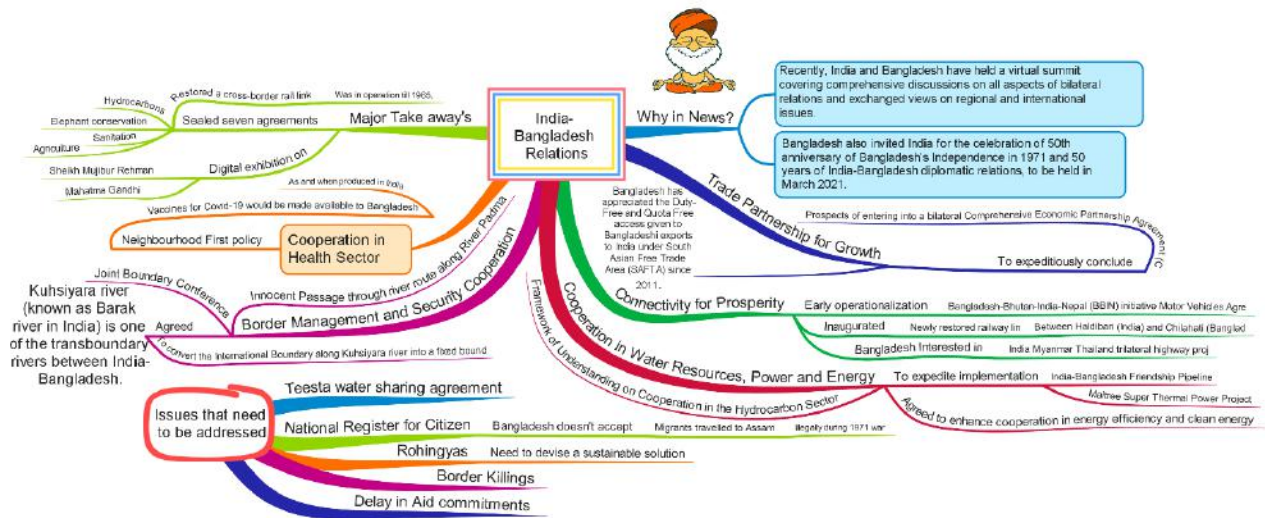 India-
Bangladesh
Relations
Why in News?
Recently, India and Bangladesh have held a virtual summit
covering comprehensive discussions on all aspects of bilateral
relations and exchanged views on regional and international
issues.
Bangladesh also invited India for the celebration of 50th
anniversary of Bangladesh's Independence in 1971 and 50
years of India-Bangladesh diplomatic relations, to be held in
March 2021.
Trade Partnership for Growth
Prospects of entering into a bilateral Comprehensive Economic Partnership Agreement (C
To expeditiously conclude
Bangladesh has
appreciated the Duty-
Free and Quota Free
access given to
Bangladeshi exports
to India under South
Asian Free Trade
Area (SAFTA) since
2011.
Connectivity for Prosperity
Early operationalization
Bangladesh-Bhutan-India-Nepal (BBIN) initiative Motor Vehicles Agre
Inaugurated
Newly restored railway lin
Between Haldibari (India) and Chilahati (Banglad
Bangladesh Interested in
India Myanmar Thailand trilateral highway proj
Cooperation in Water Resources, Power and Energy
To expedite implementation
India-Bangladesh Friendship Pipeline
Maitree Super Thermal Power Project
Agreed to enhance cooperation in energy efficiency and clean energy
Framework of Understanding on Cooperation in the Hydrocarbon Sector
Border Management and Security Cooperation
Innocent Passage through river route along River Padma
Joint Boundary Conference
Agreed
To convert the International Boundary along Kuhsiyara river into a fixed bound
Kuhsiyara river
(known as Barak
river in India) is one
of the transboundary
rivers between India-
Bangladesh.
Cooperation in
Health Sector
As and when produced in India
Vaccines for Covid-19 would be made available to Bangladesh
Neighbourhood First policy
Major Take away's
Restored a cross-border rail link
Was in operation till 1965.
Sealed seven agreements
Hydrocarbons
Elephant conservation
Sanitation
Agriculture
Digital exhibition on
Sheikh Mujibur Rehman
Mahatma Gandhi
Issues that need
to be addressed
Teesta water sharing agreement
National Register for Citizen
Bangladesh doesn't accept
Migrants travelled to Assam
illegally during 1971 war
Rohingyas
Need to devise a sustainable solution
Border Killings
Delay in Aid commitments